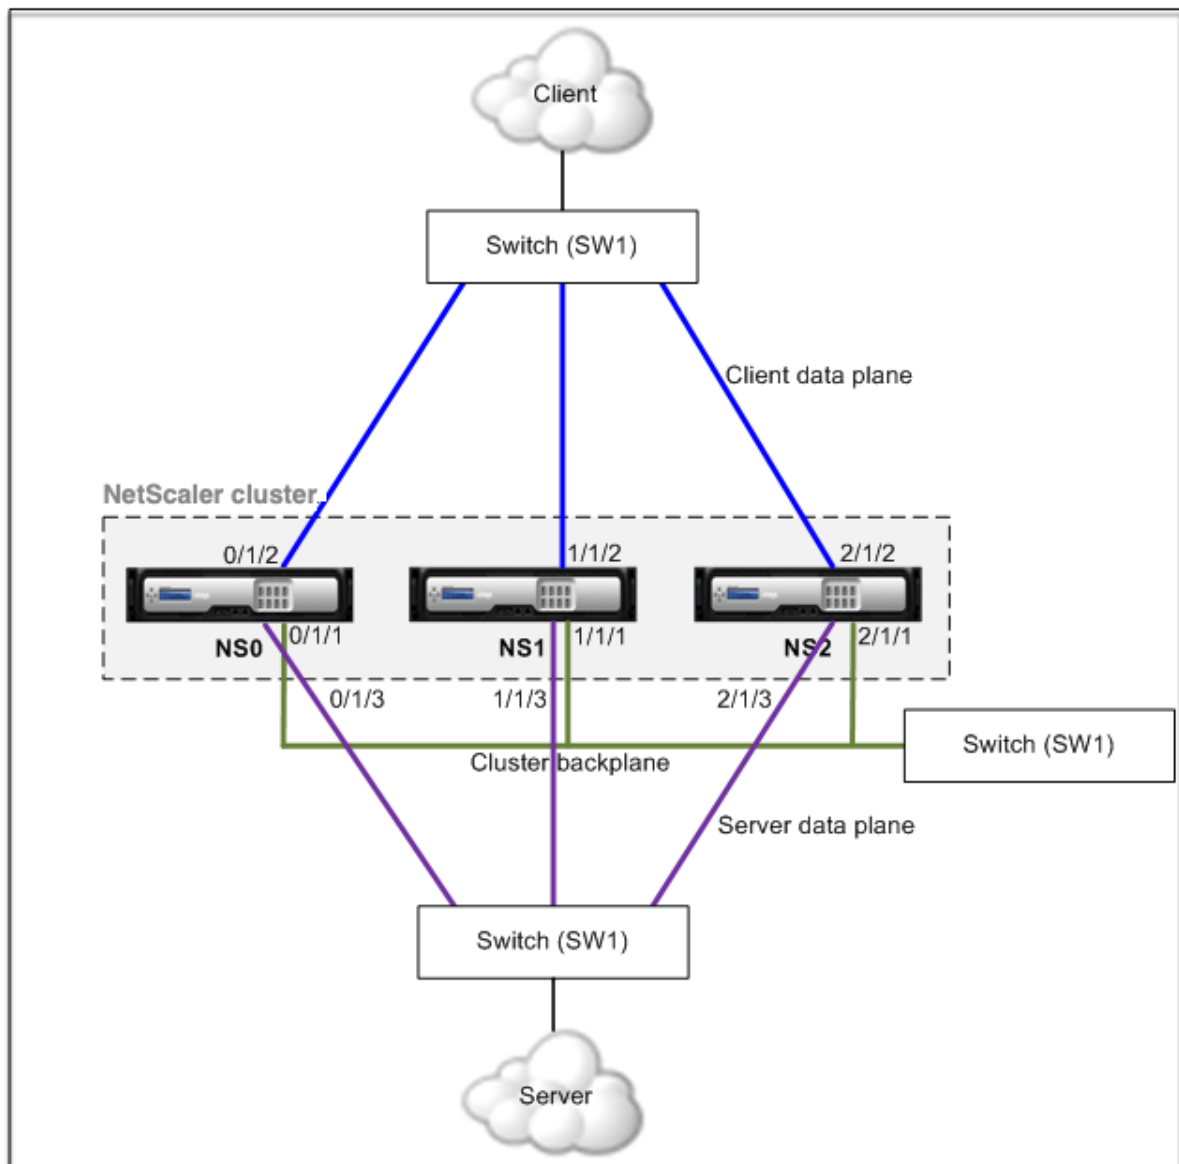 Client
Switch (SW1)
Client data plane
NetScaler cluster
0/1/2
1/1/2
2/1/2
NS0
0/1/1
NS1
1/1/1
NS2
2/1/1
0/1/3
1/1/3
2/1/3
Switch (SW1)
Cluster backplane
Server data plane
Switch (SW1)
Server